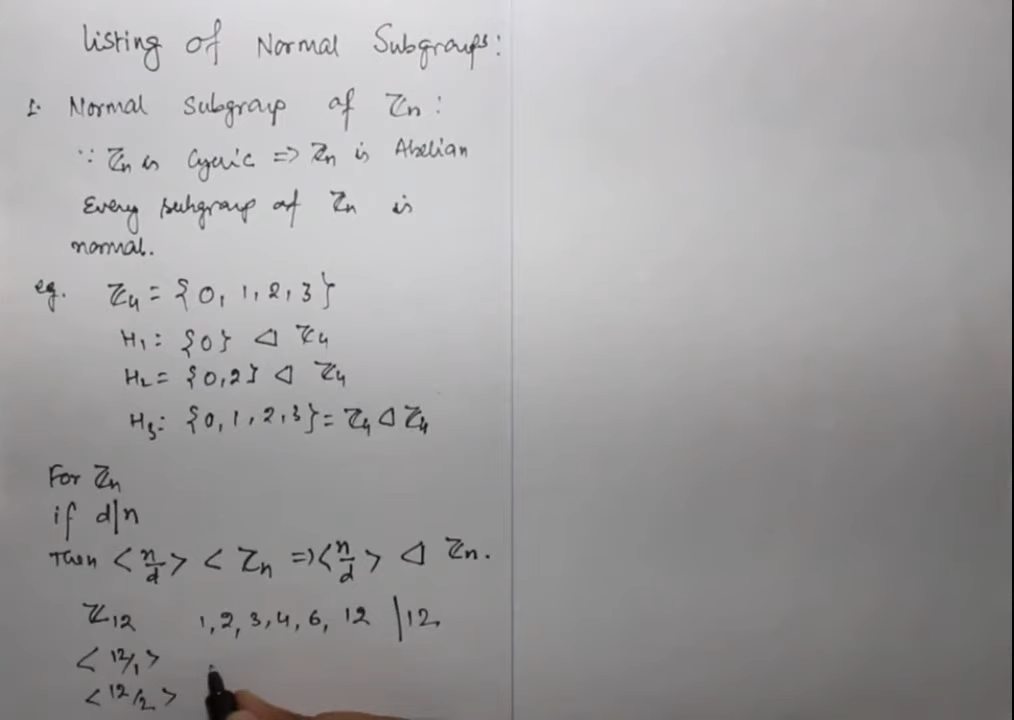 Listing of Normal Subgroups:
1. Normal Subgroup of ℤn:
∵ ℤn is Cyclic => ℤn is Abelian
Every subgroup of ℤn is
normal.
eg. ℤ4 = {0, 1, 2, 3}
H1: {0} ◁ ℤ4
H2 = {0,2} ◁ ℤ4
H3: {0, 1, 2, 3} = ℤ4 ◁ ℤ4
For ℤn
if d|n
Then <n/d> < ℤn => <n/d> ◁ ℤn.
ℤ12 1, 2, 3, 4, 6, 12 | 12
<12/1>
<12/2>